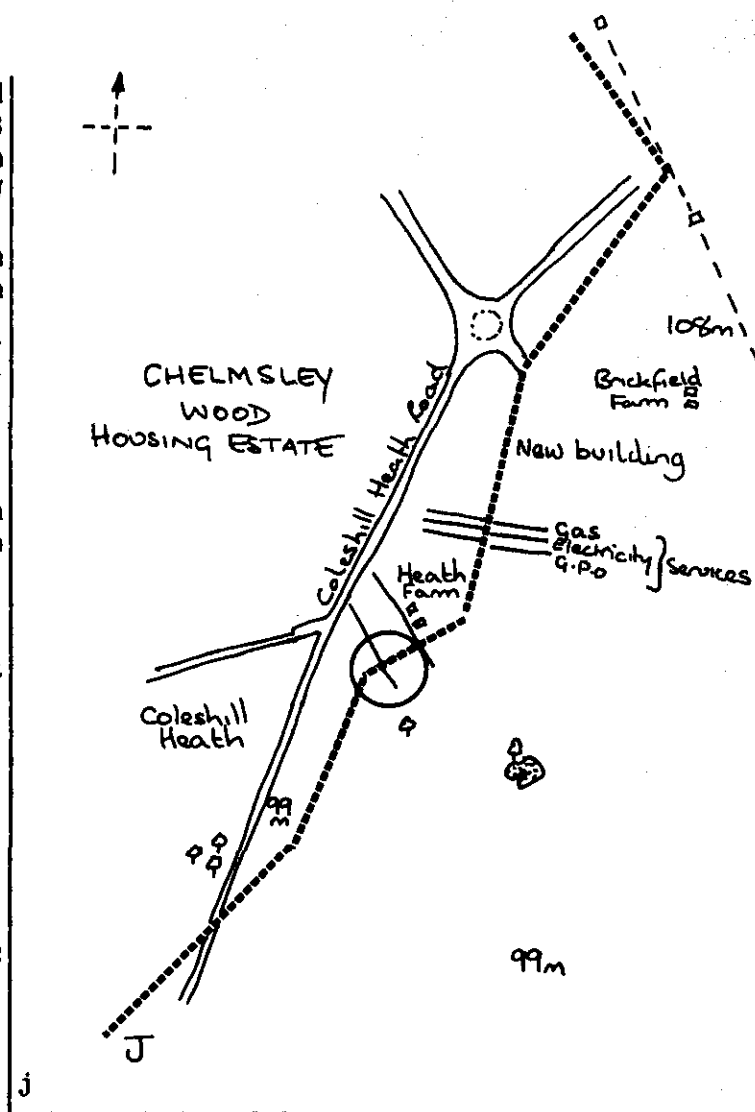 108m
CHELMSLEY
WOOD
HOUSING ESTATE
Coleshill Heath Road
Brickfield
Farm
New building
Gas
Electricity
G.P.O
Services
Heath
Farm
Coleshill
Heath
99
m
99m
J
j